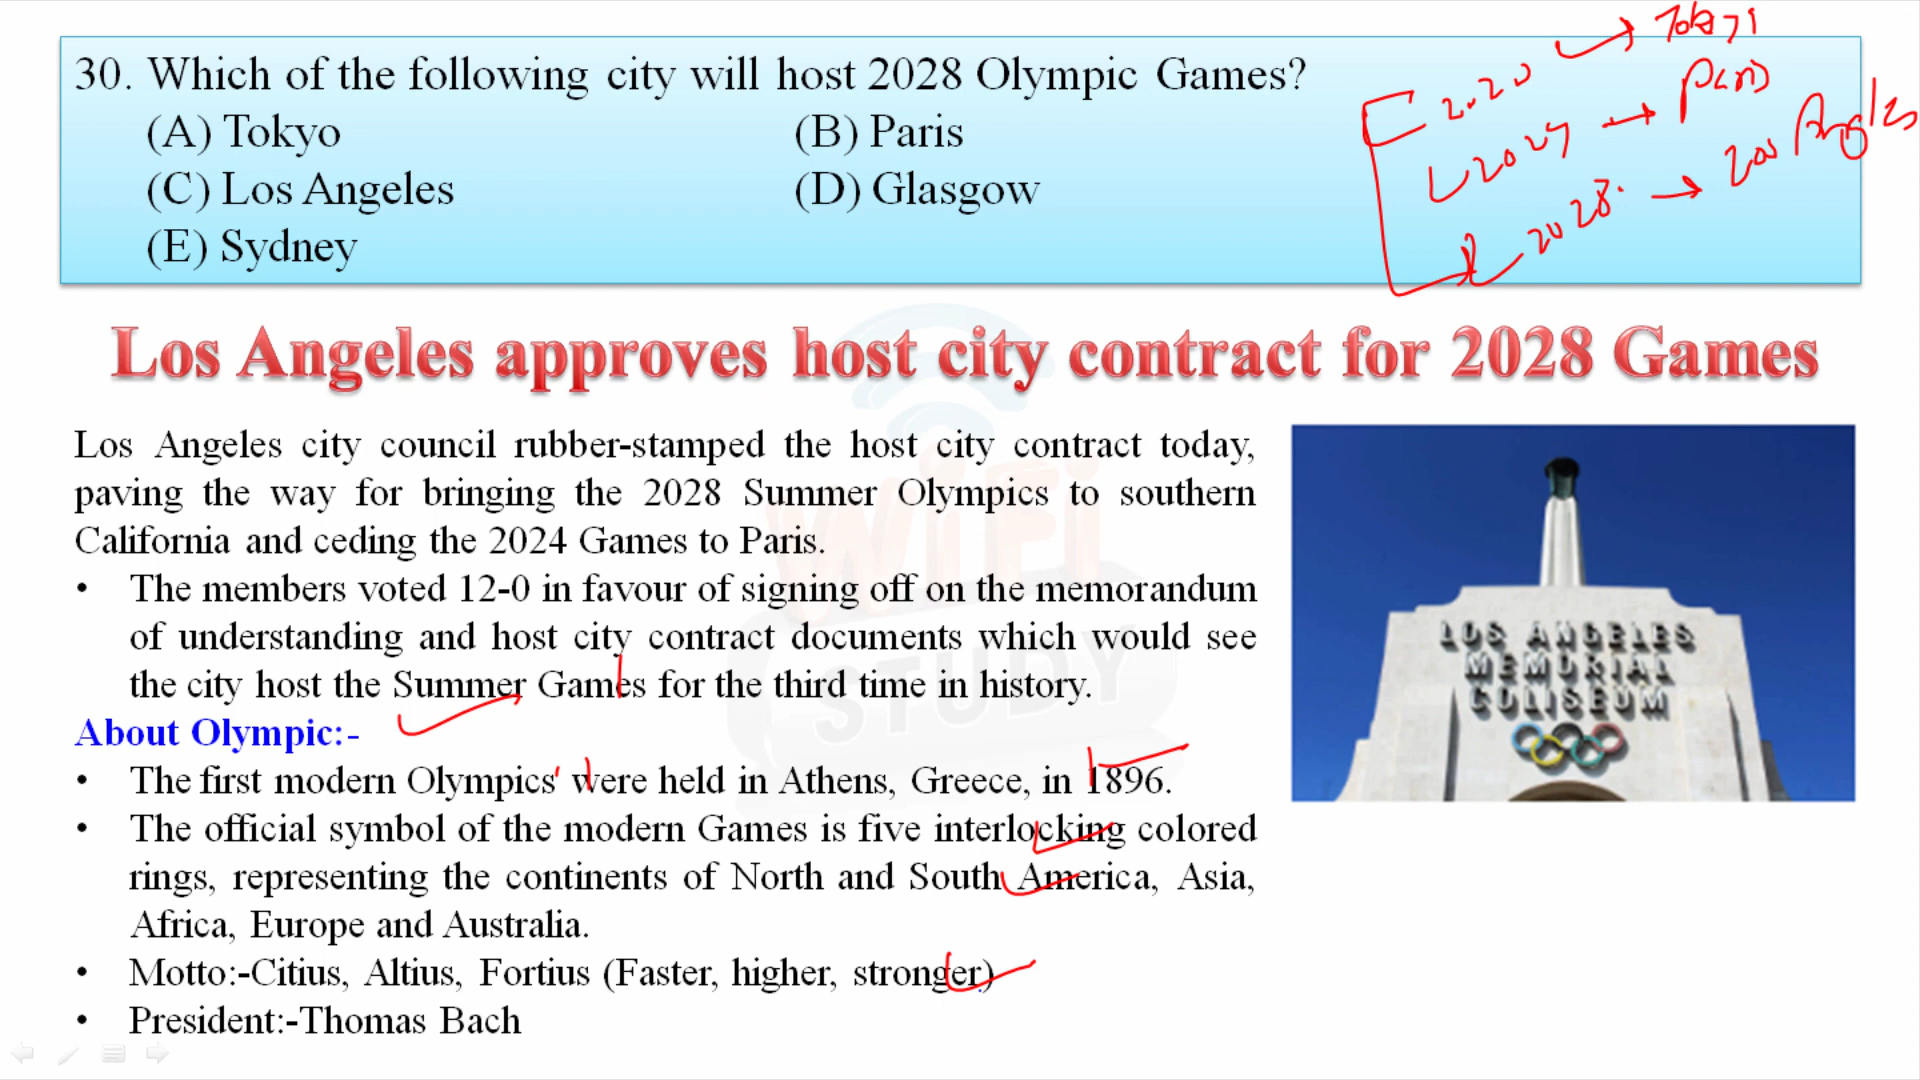 30. Which of the following city will host 2028 Olympic Games?
(A) Tokyo (B) Paris
(C) Los Angeles (D) Glasgow
(E) Sydney
2020 → Tokyo
2024 → Paris
2028 → Los Angles
Los Angeles approves host city contract for 2028 Games
Los Angeles city council rubber-stamped the host city contract today,
paving the way for bringing the 2028 Summer Olympics to southern
California and ceding the 2024 Games to Paris.
• The members voted 12-0 in favour of signing off on the memorandum
of understanding and host city contract documents which would see
the city host the Summer Games for the third time in history.
About Olympic:-
• The first modern Olympics' were held in Athens, Greece, in 1896.
• The official symbol of the modern Games is five interlocking colored
rings, representing the continents of North and South America, Asia,
Africa, Europe and Australia.
• Motto:-Citius, Altius, Fortius (Faster, higher, stronger)
• President:-Thomas Bach
LOS ANGELES
MEMORIAL
COLISEUM
WiFi
STUDY